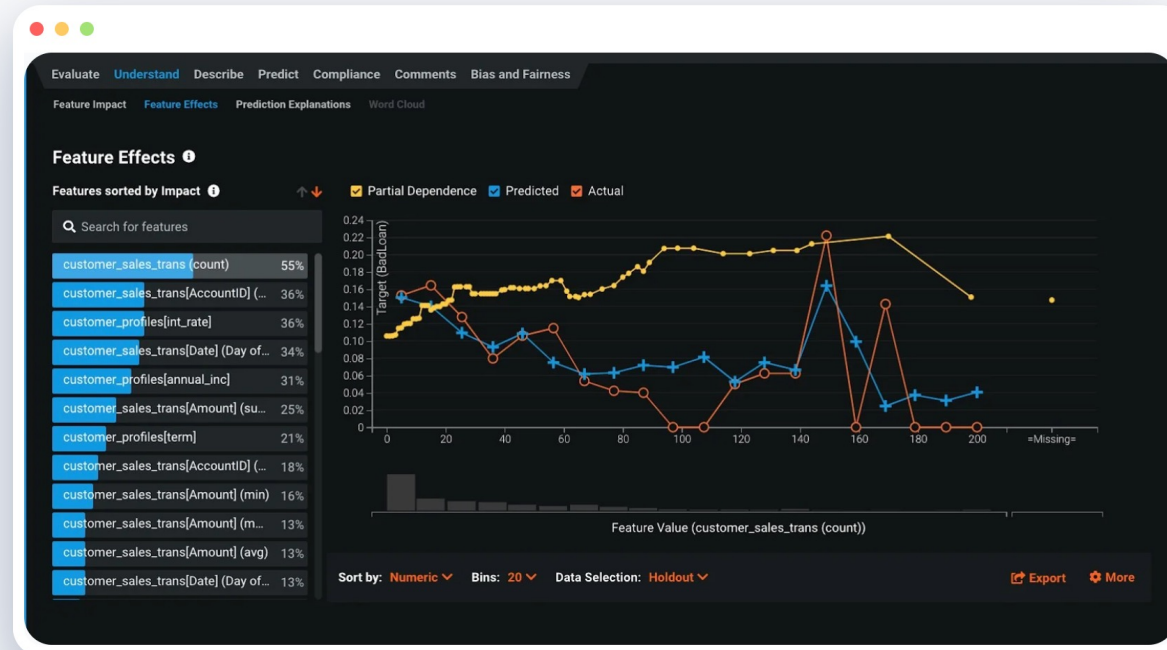 Evaluate Understand Describe Predict Compliance Comments Bias and Fairness
Feature Impact Feature Effects Prediction Explanations Word Cloud
Feature Effects
Features sorted by Impact
Search for features
customer_sales_trans (count) 55%
customer_sales_trans[AccountID] (... 36%
customer_profiles[int_rate] 36%
customer_sales_trans[Date] (Day of... 34%
customer_profiles[annual_inc] 31%
customer_sales_trans[Amount] (su... 25%
customer_profiles[term] 21%
customer_sales_trans[AccountID] (... 18%
customer_sales_trans[Amount] (min) 16%
customer_sales_trans[Amount] (m... 13%
customer_sales_trans[Amount] (avg) 13%
customer_sales_trans[Date] (Day of... 13%
Partial Dependence Predicted Actual
Target (BadLoan)
0.24
0.22
0.20
0.18
0.16
0.14
0.12
0.10
0.08
0.06
0.04
0.02
0
0 20 40 60 80 100 120 140 160 180 200 =Missing=
Feature Value (customer_sales_trans (count))
Sort by: Numeric Bins: 20 Data Selection: Holdout Export More